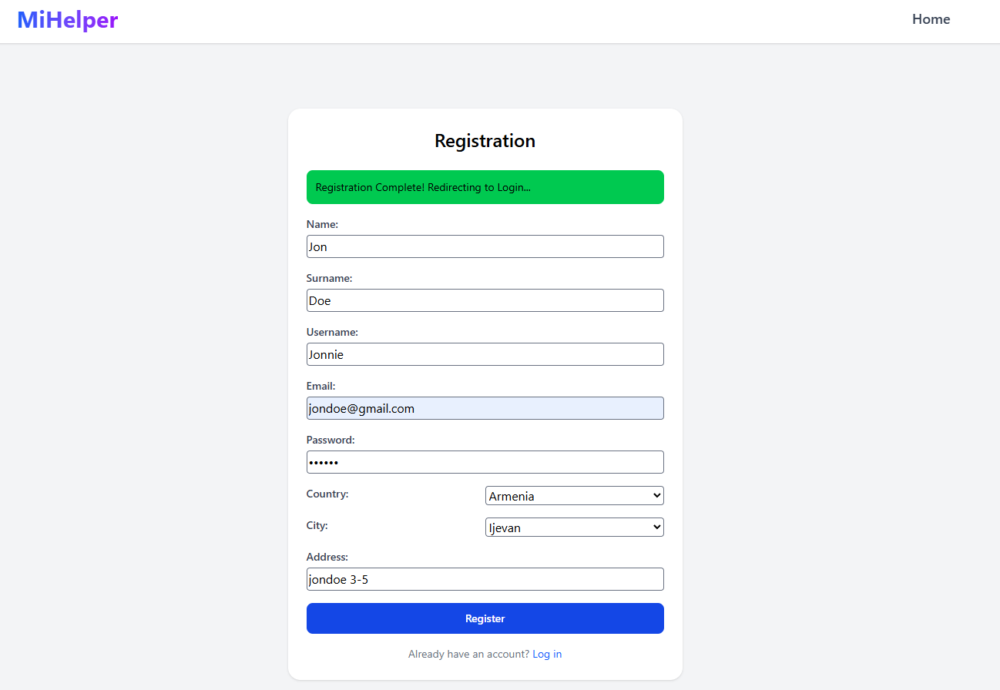 MiHelper
Home
Registration
Registration Complete! Redirecting to Login...
Name:
Jon
Surname:
Doe
Username:
Jonnie
Email:
jondoe@gmail.com
Password:
••••••
Country:
Armenia
City:
Ijevan
Address:
jondoe 3-5
Register
Already have an account? Log in